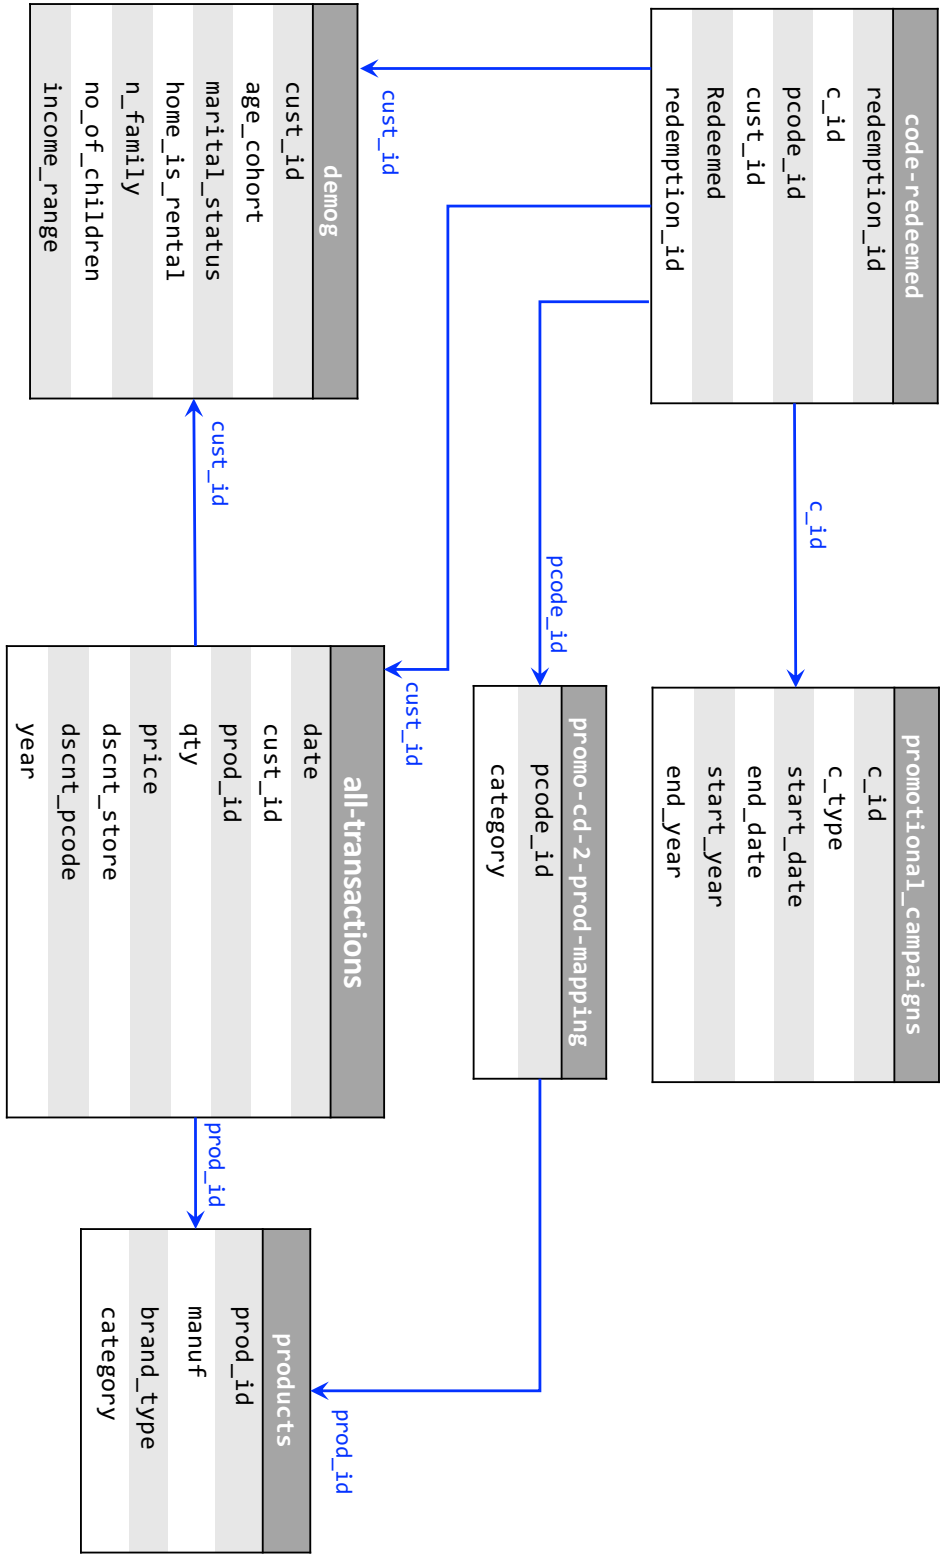 code-redeemed
redemption_id
c_id
pcode_id
cust_id
Redeemed
redemption_id
c_id
promotional_campaigns
c_id
c_type
start_date
end_date
start_year
end_year
pcode_id
promo-cd-2-prod-mapping
pcode_id
category
cust_id
demog
cust_id
age_cohort
marital_status
home_is_rental
n_family
no_of_children
income_range
cust_id
cust_id
all-transactions
date
cust_id
prod_id
qty
price
dscnt_store
dscnt_pcode
year
prod_id
prod_id
products
prod_id
manuf
brand_type
category